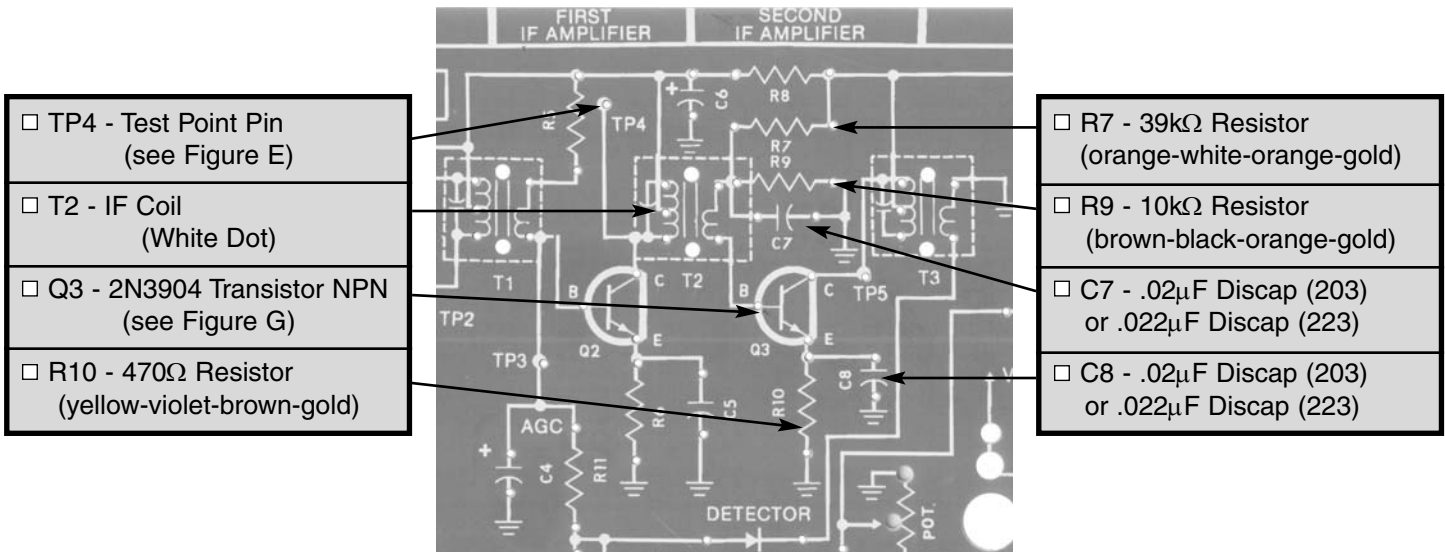 FIRST
IF AMPLIFIER
SECOND
IF AMPLIFIER
□ TP4 - Test Point Pin
(see Figure E)
□ T2 - IF Coil
(White Dot)
□ Q3 - 2N3904 Transistor NPN
(see Figure G)
□ R10 - 470Ω Resistor
(yellow-violet-brown-gold)
C6
R8
TP4
R7
R9
C7
T1
T2
T3
B
C
E
Q2
B
C
E
Q3
TP5
TP2
TP3
C8
R10
C5
AGC
+
+
C4
R11
DETECTOR
POT.
□ R7 - 39kΩ Resistor
(orange-white-orange-gold)
□ R9 - 10kΩ Resistor
(brown-black-orange-gold)
□ C7 - .02μF Discap (203)
or .022μF Discap (223)
□ C8 - .02μF Discap (203)
or .022μF Discap (223)